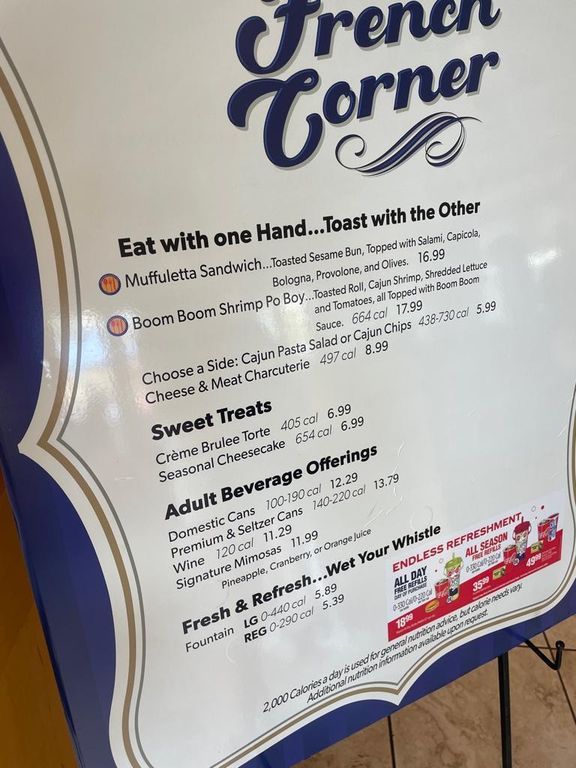 French
Corner
Eat with one Hand...Toast with the Other
Muffuletta Sandwich...Toasted Sesame Bun, Topped with Salami, Capicola,
Bologna, Provolone, and Olives. 16.99
Boom Boom Shrimp Po Boy...Toasted Roll, Cajun Shrimp, Shredded Lettuce
and Tomatoes, all Topped with Boom Boom
Sauce. 664 cal 17.99
Choose a Side: Cajun Pasta Salad or Cajun Chips 438-730 cal 5.99
Cheese & Meat Charcuterie 497 cal 8.99
Sweet Treats
Crème Brulee Torte 405 cal 6.99
Seasonal Cheesecake 654 cal 6.99
Adult Beverage Offerings
Domestic Cans 100-190 cal 12.29
Premium & Seltzer Cans 140-220 cal 13.79
Wine 120 cal 11.29
Signature Mimosas 11.99
Pineapple, Cranberry, or Orange Juice
Fresh & Refresh...Wet Your Whistle
Fountain LG 0-440 cal 5.89
REG 0-290 cal 5.39
ENDLESS REFRESHMENT
ALL DAY
FREE REFILLS
DAY OF PURCHASE
18.99
ALL SEASON
FREE REFILLS
35.99
49.99
2,000 Calories a day is used for general nutrition advice, but calorie needs vary.
Additional nutrition information available upon request.